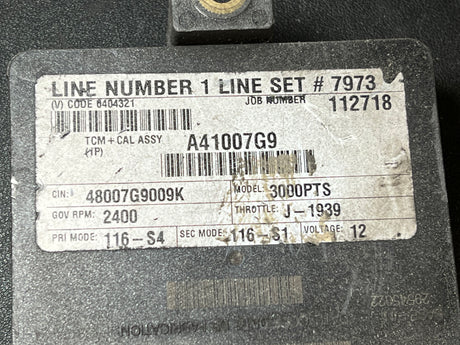 LINE NUMBER 1 LINE SET # 7973
(V) CODE 6404321 JOB NUMBER 112718
TCM+CAL ASSY A41007G9
(1P)
CIN: 48007G9009K MODEL: 3000PTS
GOV RPM: 2400 THROTTLE: J-1939
PRI MODE: 116-S4 SEC MODE: 116-S1 VOLTAGE: 12